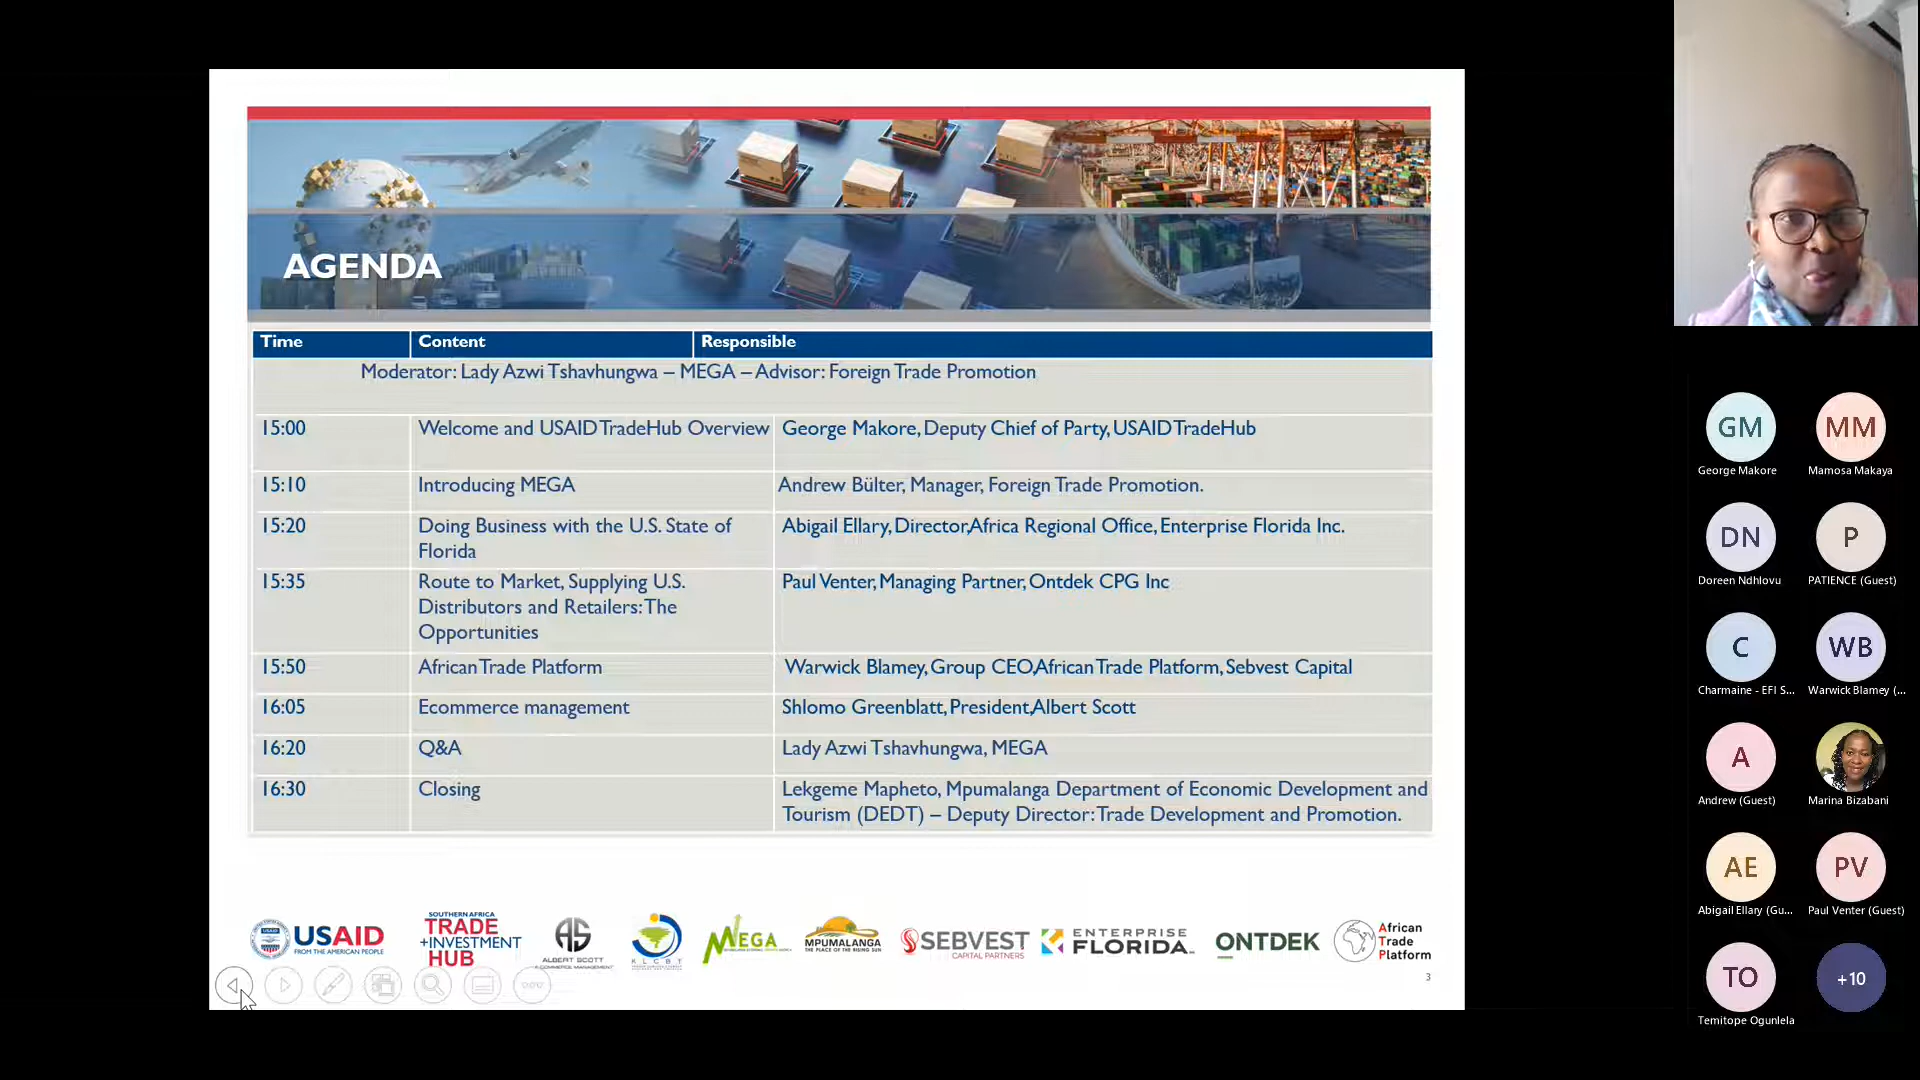 AGENDA
Time Content Responsible
Moderator: Lady Azwi Tshavhungwa – MEGA – Advisor: Foreign Trade Promotion
15:00 Welcome and USAID TradeHub Overview George Makore, Deputy Chief of Party, USAID TradeHub
15:10 Introducing MEGA Andrew Bülter, Manager, Foreign Trade Promotion.
15:20 Doing Business with the U.S. State of Florida Abigail Ellary, Director,Africa Regional Office, Enterprise Florida Inc.
15:35 Route to Market, Supplying U.S. Distributors and Retailers: The Opportunities Paul Venter, Managing Partner, Ontdek CPG Inc
15:50 African Trade Platform Warwick Blamey, Group CEO,African Trade Platform, Sebvest Capital
16:05 Ecommerce management Shlomo Greenblatt, President,Albert Scott
16:20 Q&A Lady Azwi Tshavhungwa, MEGA
16:30 Closing Lekgeme Mapheto, Mpumalanga Department of Economic Development and Tourism (DEDT) – Deputy Director: Trade Development and Promotion.
USAID
FROM THE AMERICAN PEOPLE
SOUTHERN AFRICA
TRADE
+INVESTMENT
HUB
AS
ALBERT SCOTT
KLCBT
MEGA
MPUMALANGA
THE PLACE OF THE RISING SUN
SEBVEST
CAPITAL PARTNERS
ENTERPRISE
FLORIDA
ONTDEK
African
Trade
Platform
3
GM
George Makore
MM
Mamosa Makaya
DN
Doreen Ndhlovu
P
PATIENCE (Guest)
C
Charmaine - EFI S...
WB
Warwick Blamey (...
A
Andrew (Guest)
Marina Bizabani
AE
Abigail Ellary (Gu...
PV
Paul Venter (Guest)
TO
Temitope Ogunlela
+10